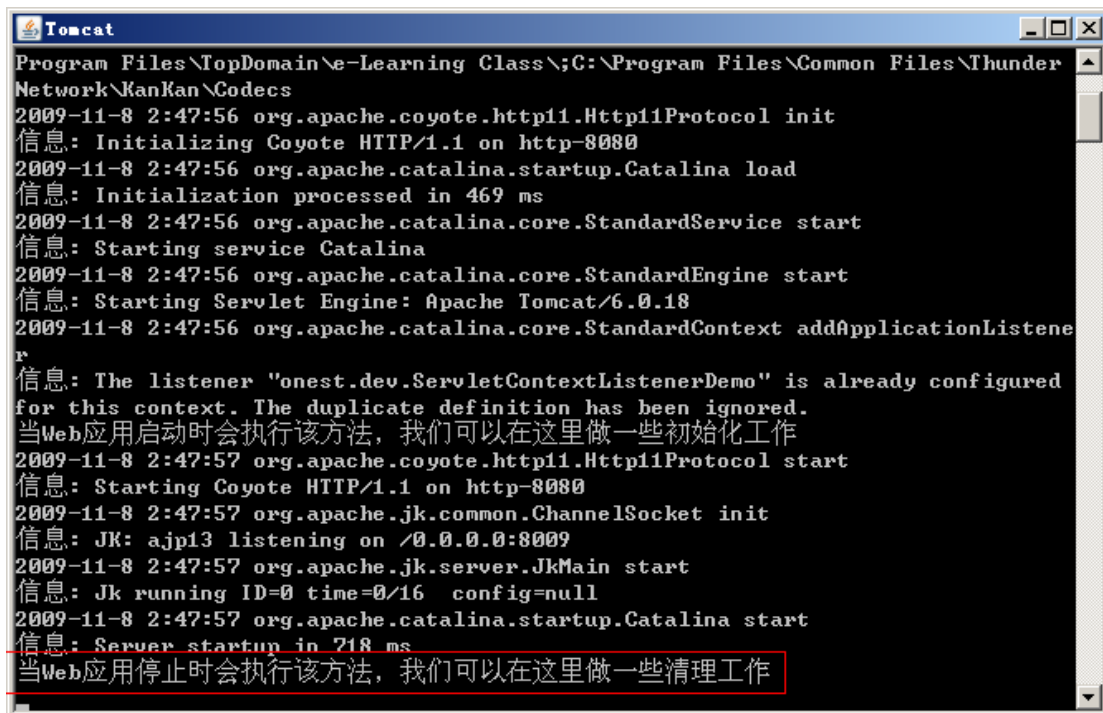 Tomcat
Program Files\TopDomain\e-Learning Class\;C:\Program Files\Common Files\Thunder
Network\KanKan\Codecs
2009-11-8 2:47:56 org.apache.coyote.http11.Http11Protocol init
信息: Initializing Coyote HTTP/1.1 on http-8080
2009-11-8 2:47:56 org.apache.catalina.startup.Catalina load
信息: Initialization processed in 469 ms
2009-11-8 2:47:56 org.apache.catalina.core.StandardService start
信息: Starting service Catalina
2009-11-8 2:47:56 org.apache.catalina.core.StandardEngine start
信息: Starting Servlet Engine: Apache Tomcat/6.0.18
2009-11-8 2:47:56 org.apache.catalina.core.StandardContext addApplicationListene
r
信息: The listener "onest.dev.ServletContextListenerDemo" is already configured
for this context. The duplicate definition has been ignored.
当Web应用启动时会执行该方法，我们可以在这里做一些初始化工作
2009-11-8 2:47:57 org.apache.coyote.http11.Http11Protocol start
信息: Starting Coyote HTTP/1.1 on http-8080
2009-11-8 2:47:57 org.apache.jk.common.ChannelSocket init
信息: JK: ajp13 listening on /0.0.0.0:8009
2009-11-8 2:47:57 org.apache.jk.server.JkMain start
信息: Jk running ID=0 time=0/16  config=null
2009-11-8 2:47:57 org.apache.catalina.startup.Catalina start
信息: Server startup in 718 ms
当Web应用停止时会执行该方法，我们可以在这里做一些清理工作